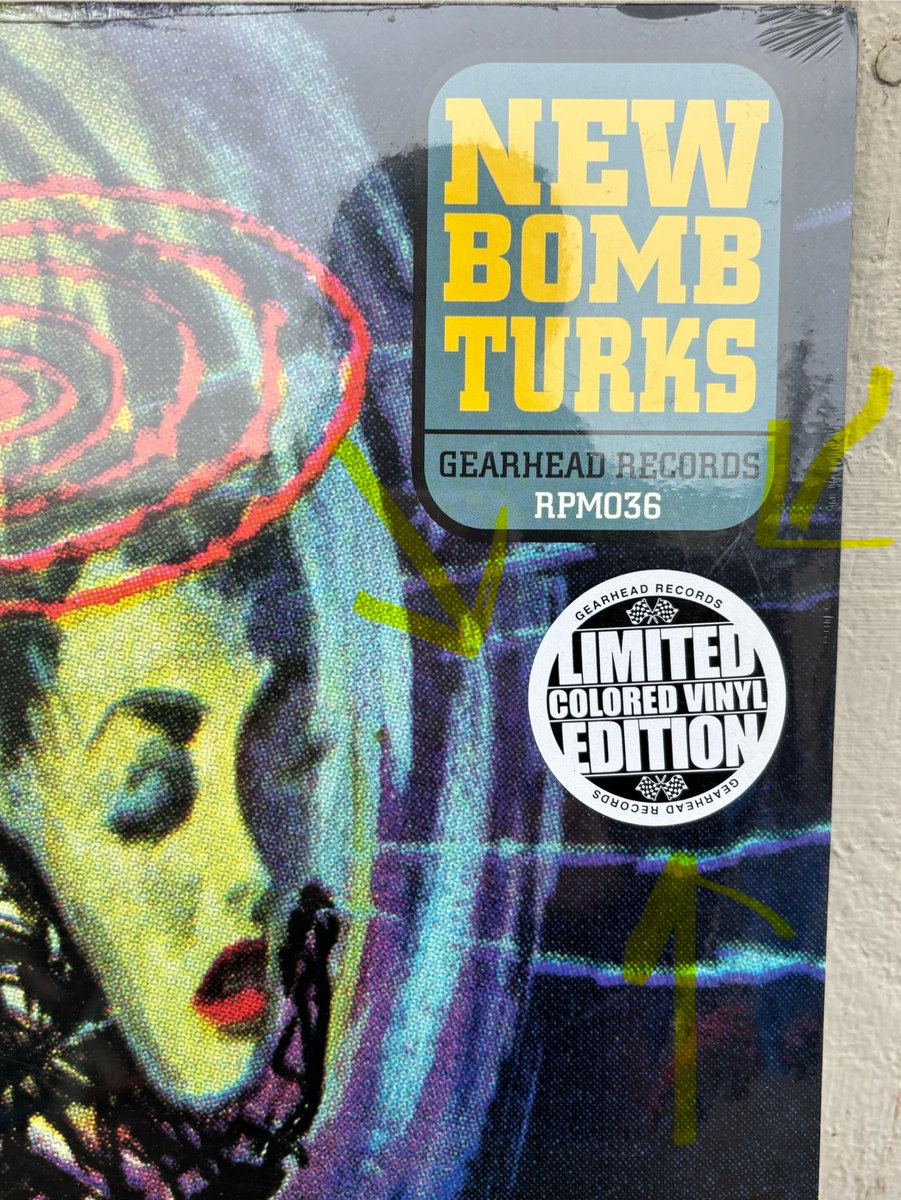 NEW
BOMB
TURKS
GEARHEAD RECORDS
RPM036
GEARHEAD RECORDS
LIMITED
COLORED VINYL
EDITION
GEARHEAD RECORDS